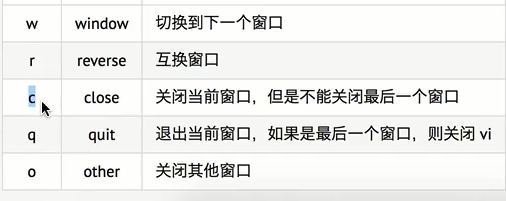 w window 切换到下一个窗口
r reverse 互换窗口
c close 关闭当前窗口，但是不能关闭最后一个窗口
q quit 退出当前窗口，如果是最后一个窗口，则关闭 vi
o other 关闭其他窗口